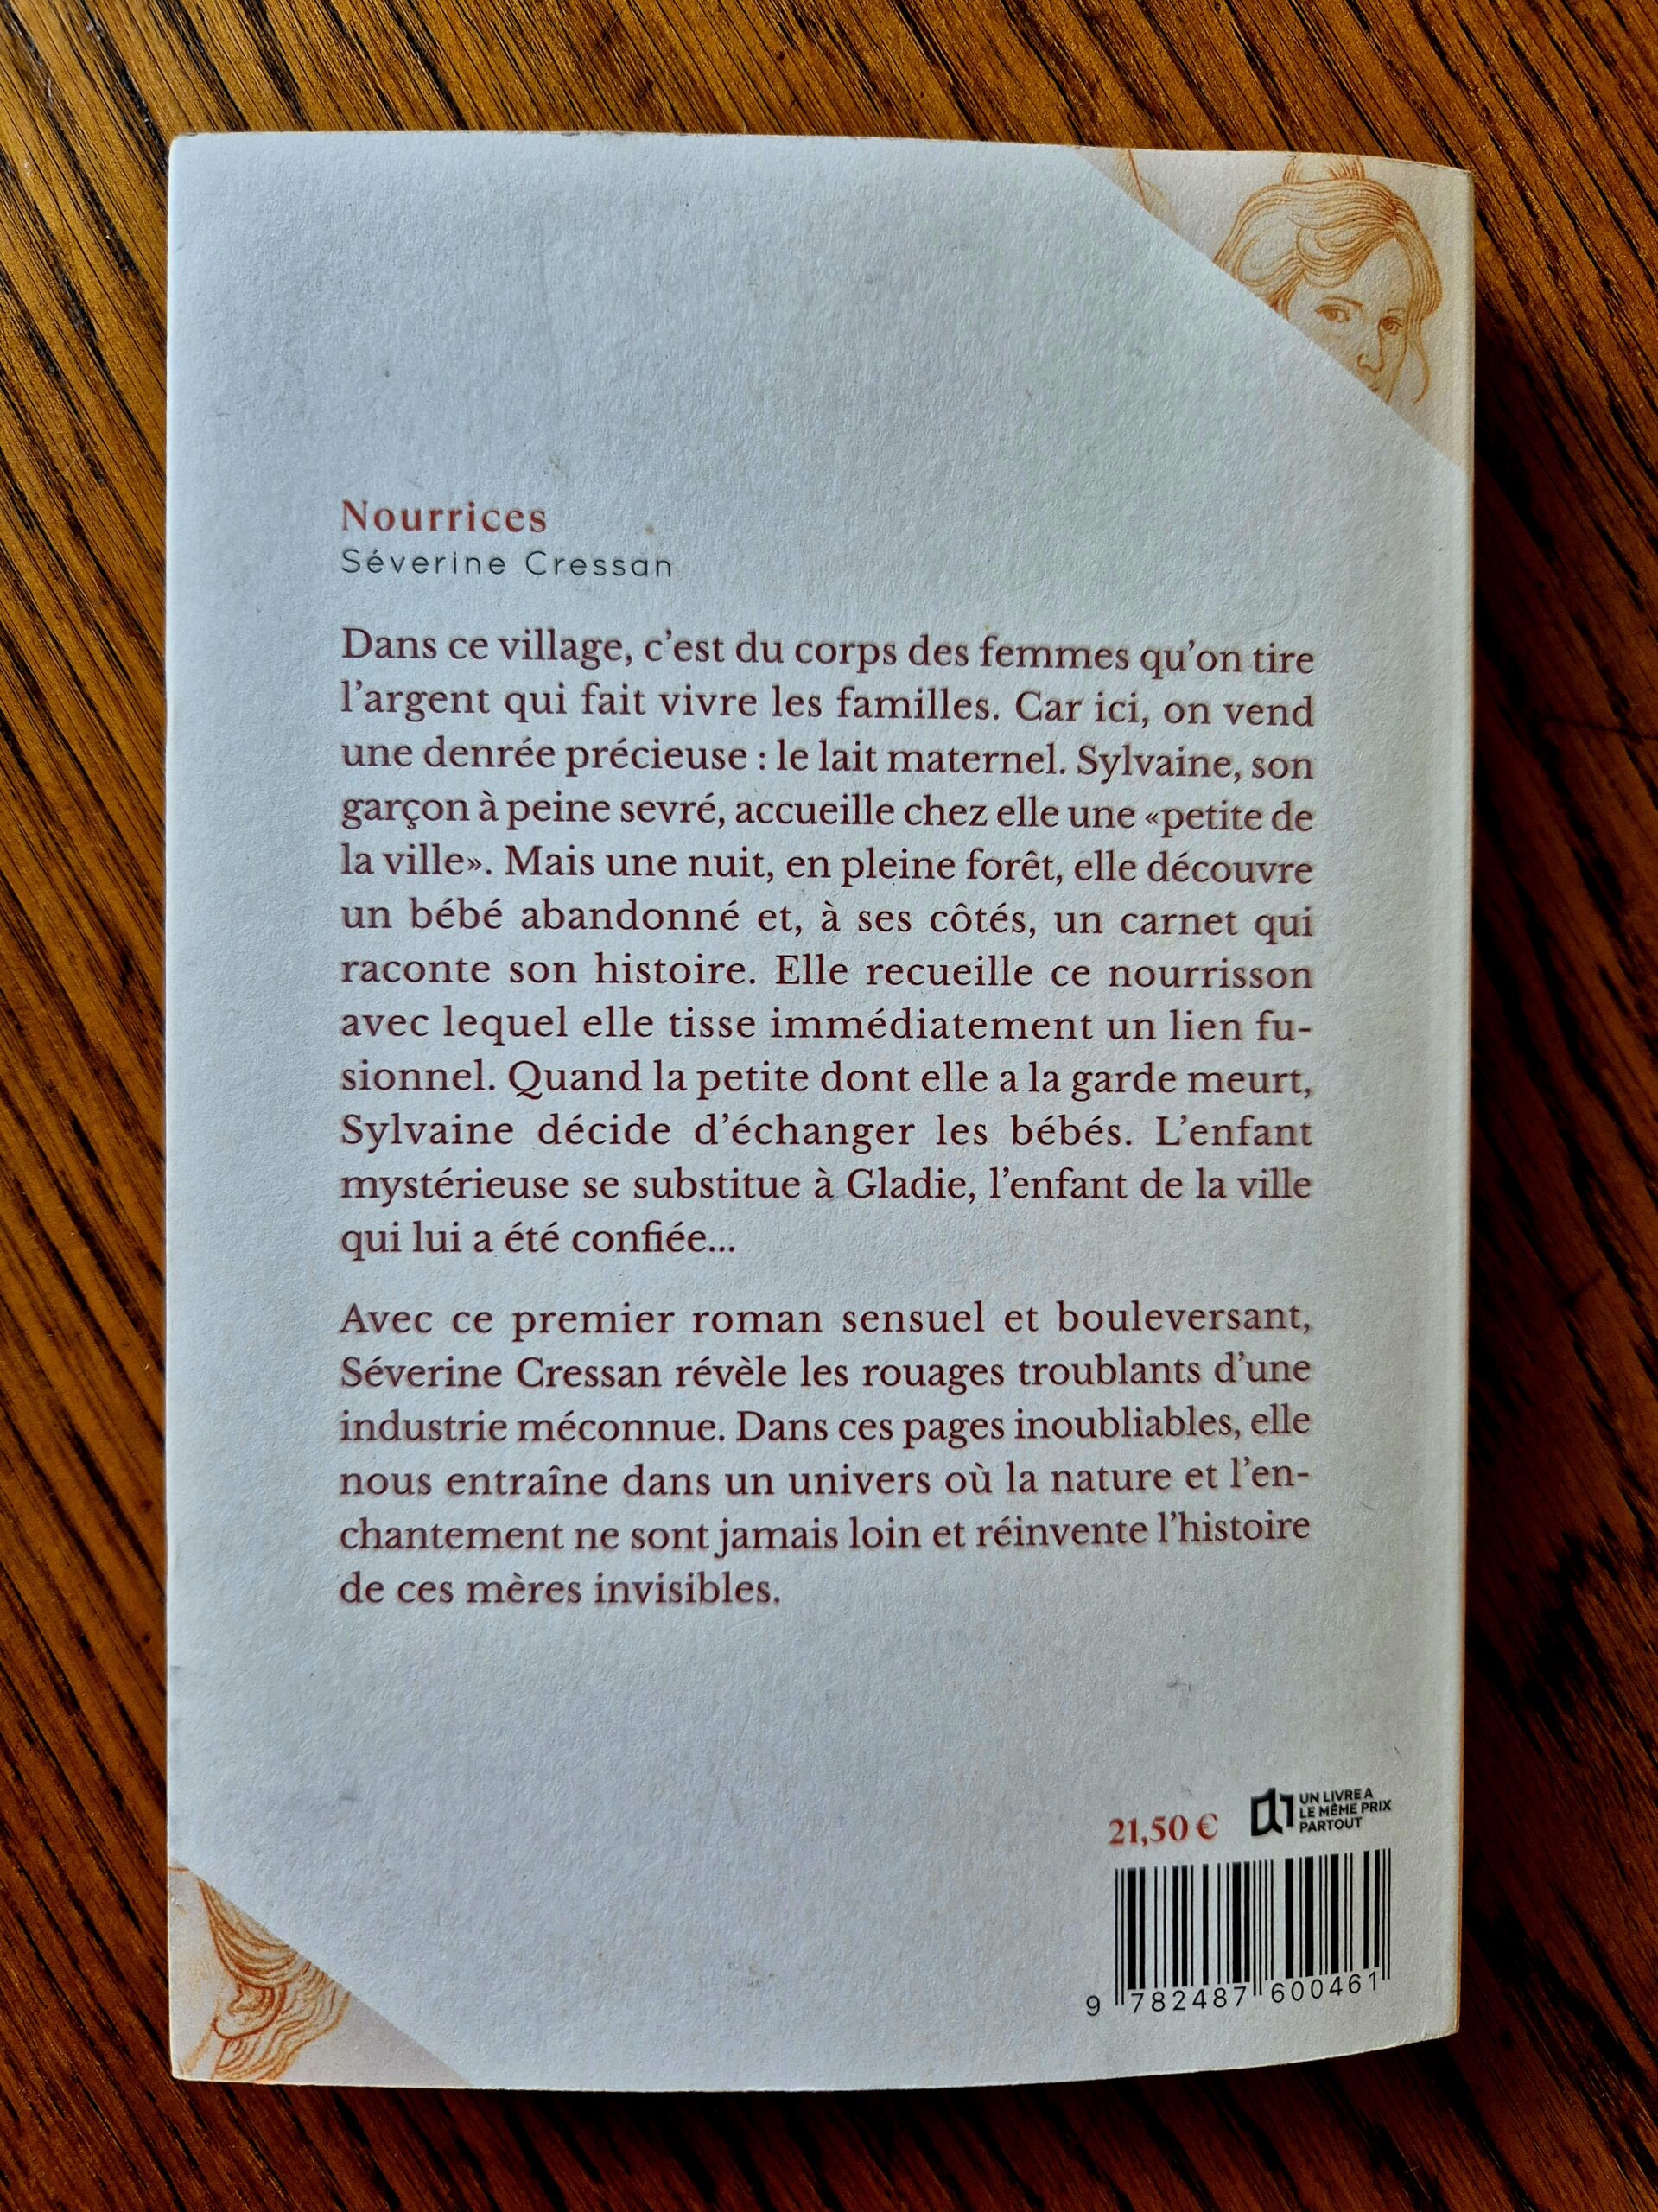 Nourrices
Séverine Cressan
Dans ce village, c’est du corps des femmes qu’on tire
l’argent qui fait vivre les familles. Car ici, on vend
une denrée précieuse : le lait maternel. Sylvaine, son
garçon à peine sevré, accueille chez elle une «petite de
la ville». Mais une nuit, en pleine forêt, elle découvre
un bébé abandonné et, à ses côtés, un carnet qui
raconte son histoire. Elle recueille ce nourrisson
avec lequel elle tisse immédiatement un lien fu-
sionnel. Quand la petite dont elle a la garde meurt,
Sylvaine décide d’échanger les bébés. L’enfant
mystérieuse se substitue à Gladie, l’enfant de la ville
qui lui a été confiée...
Avec ce premier roman sensuel et bouleversant,
Séverine Cressan révèle les rouages troublants d’une
industrie méconnue. Dans ces pages inoubliables, elle
nous entraîne dans un univers où la nature et l’en-
chantement ne sont jamais loin et réinvente l’histoire
de ces mères invisibles.
21,50 €
UN LIVRE A
LE MÊME PRIX
PARTOUT
9 782487 600461